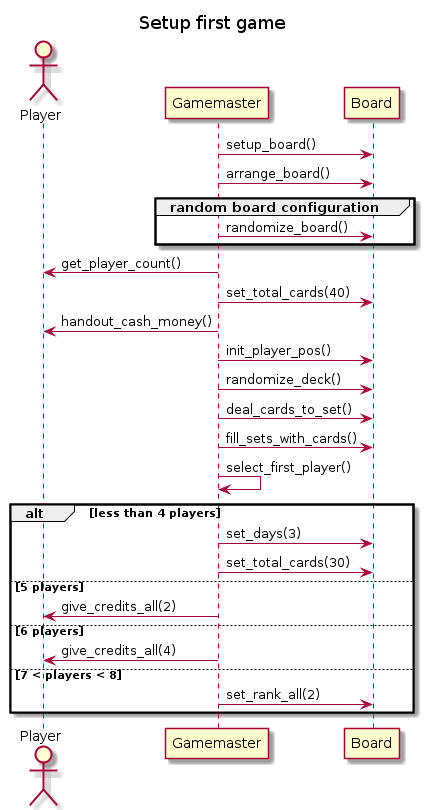 Setup first game
Player
Gamemaster
Board
setup_board()
arrange_board()
random board configuration
randomize_board()
get_player_count()
set_total_cards(40)
handout_cash_money()
init_player_pos()
randomize_deck()
deal_cards_to_set()
fill_sets_with_cards()
select_first_player()
alt [less than 4 players]
set_days(3)
set_total_cards(30)
[5 players]
give_credits_all(2)
[6 players]
give_credits_all(4)
[7 < players < 8]
set_rank_all(2)
Player
Gamemaster
Board